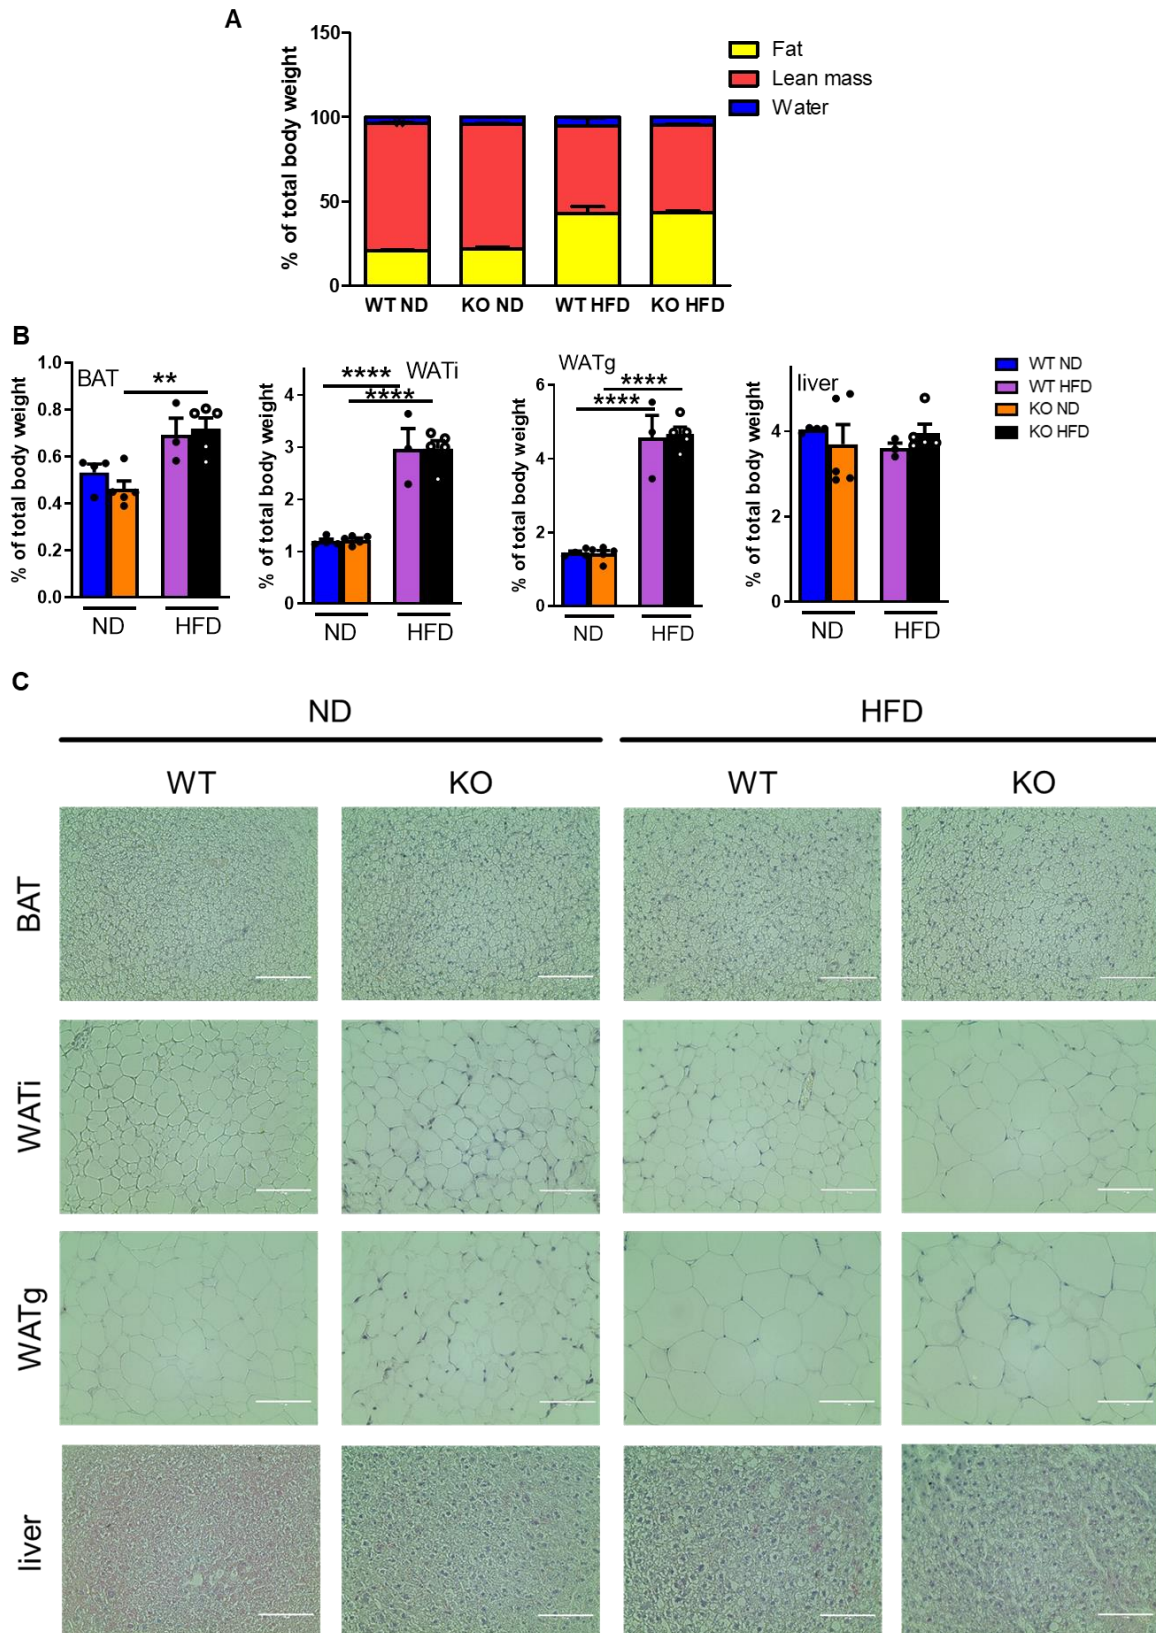 A
% of total body weight
150
100
50
0
WT ND
KO ND
WT HFD
KO HFD
Fat
Lean mass
Water
B
% of total body weight
1.0
0.8
0.6
0.4
0.2
0.0
BAT
**
ND
HFD
% of total body weight
4
3
2
1
0
****
WATi
****
ND
HFD
% of total body weight
6
4
2
0
WATg
****
****
ND
HFD
% of total body weight
4
2
0
liver
ND
HFD
WT ND
WT HFD
KO ND
KO HFD
C
ND
HFD
WT
KO
WT
KO
BAT
WATi
WATg
liver